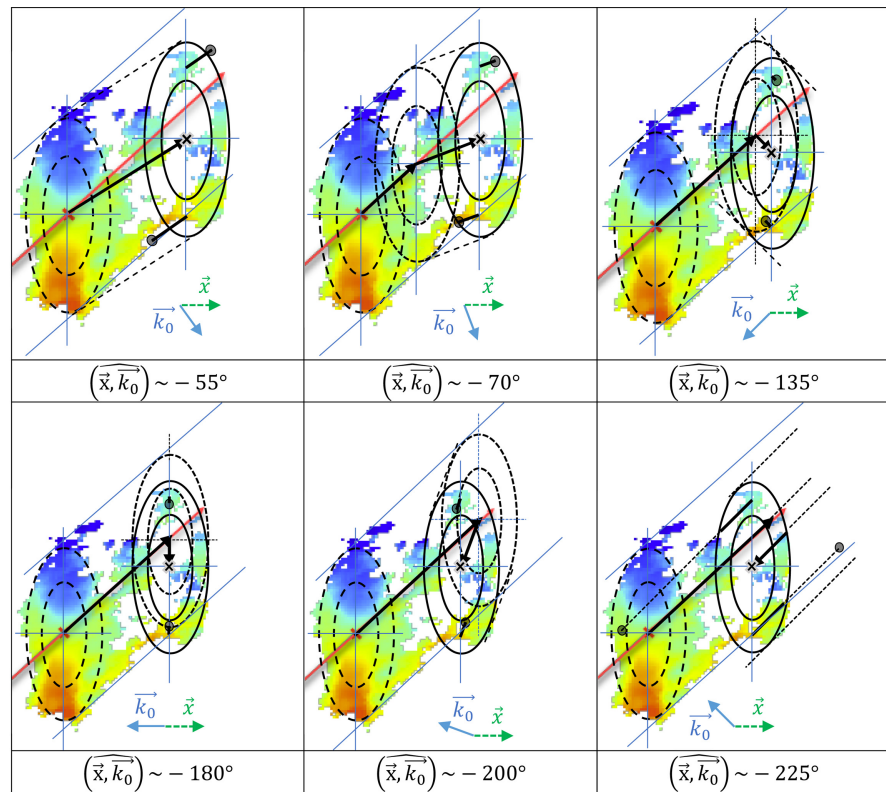 x⃗
k₀⃗
x⃗
k₀⃗
x⃗
k₀⃗
(x⃗, k₀⃗) ~ − 55°
(x⃗, k₀⃗) ~ − 70°
(x⃗, k₀⃗) ~ − 135°
k₀⃗
x⃗
k₀⃗
x⃗
k₀⃗
x⃗
(x⃗, k₀⃗) ~ − 180°
(x⃗, k₀⃗) ~ − 200°
(x⃗, k₀⃗) ~ − 225°